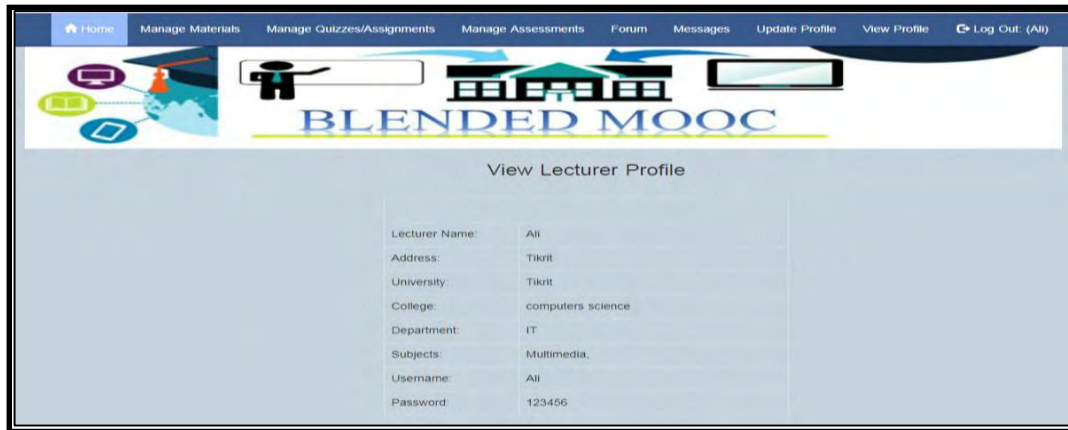 Home Manage Materials Manage Quizzes/Assignments Manage Assessments Forum Messages Update Profile View Profile Log Out: (Ali)
BLENDED MOOC
View Lecturer Profile
Lecturer Name: Ali
Address: Tikrit
University: Tikrit
College: computers science
Department: IT
Subjects: Multimedia,
Username: Ali
Password: 123456